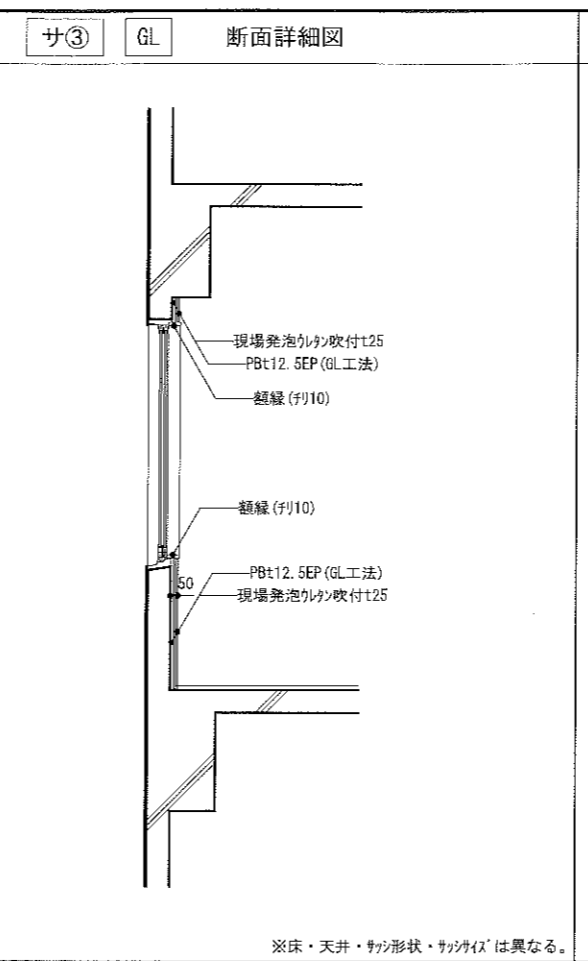 サ③ GL 断面詳細図
現場発泡ウレタン吹付t25
PBt12.5EP(GL工法)
額縁(チリ10)
額縁(チリ10)
PBt12.5EP(GL工法)
50
現場発泡ウレタン吹付t25
※床・天井・サッシ形状・サッシサイズは異なる。